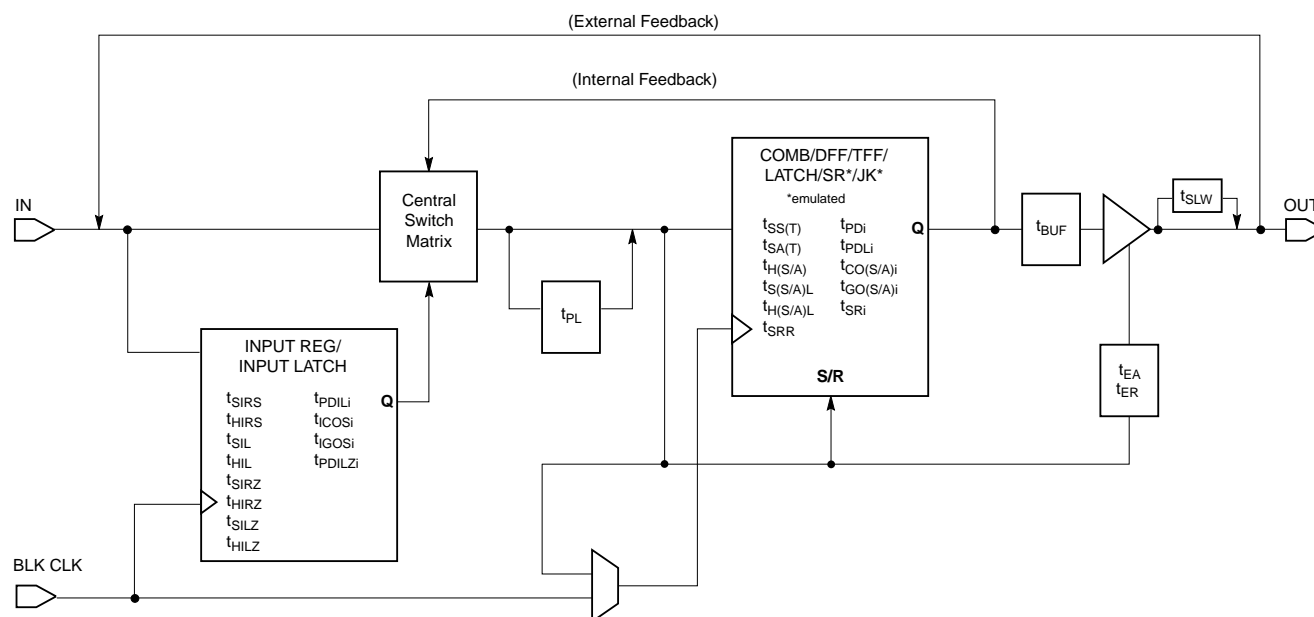 (External Feedback)
(Internal Feedback)
COMB/DFF/TFF/
LATCH/SR*/JK*
*emulated
tSS(T) tPDi
tSA(T) tPDLi
tH(S/A) tCO(S/A)i
tS(S/A)L tGO(S/A)i
tH(S/A)L tSRi
tSRR
Q
S/R
IN
Central
Switch
Matrix
tPL
tBUF
tSLW
OUT
tEA
tER
INPUT REG/
INPUT LATCH
tSIRS tPDILi
tHIRS tICOSi
tSIL tIGOSi
tHIL tPDILZi
tSIRZ
tHIRZ
tSILZ
tHILZ
Q
BLK CLK